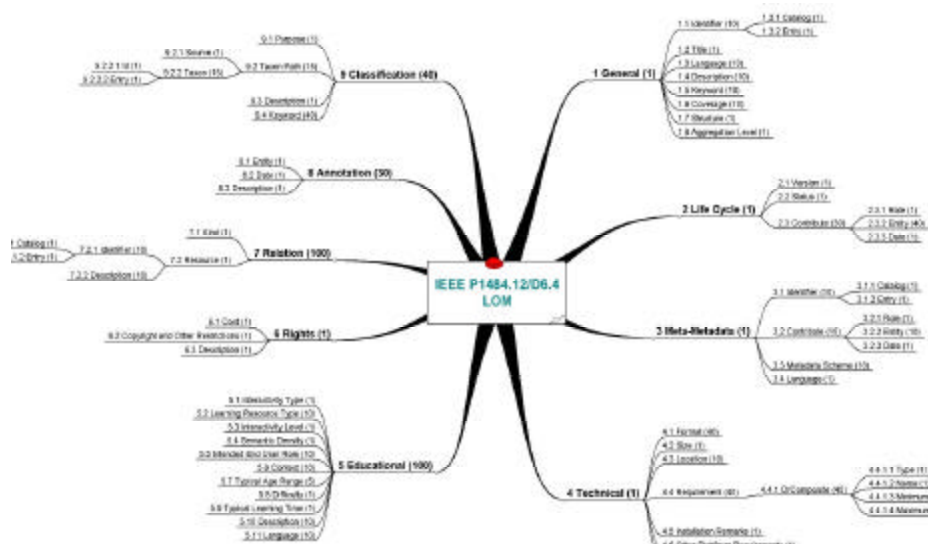 IEEE P1484.12/D6.4
LOM
1 General (1)
1.1 Identifier (10)
1.2 Title (1)
1.3 Language (10)
1.4 Description (10)
1.5 Keyword (10)
1.6 Coverage (10)
1.7 Structure (1)
1.8 Aggregation Level (1)
2 Life Cycle (1)
2.1 Version (1)
2.2 Status (1)
2.3 Contribute (30)
2.3.1 Role (1)
2.3.2 Entity (40)
2.3.3 Date (1)
3 Meta-Metadata (1)
3.1 Identifier (10)
3.1.1 Catalog (1)
3.1.2 Entry (1)
3.2 Contribute (10)
3.2.1 Role (1)
3.2.2 Entity (10)
3.2.3 Date (1)
3.3 Metadata Scheme (10)
3.4 Language (1)
4 Technical (1)
4.1 Format (40)
4.2 Size (1)
4.3 Location (10)
4.4 Requirement (40)
4.4.1 OrComposite (40)
4.4.1.1 Type (1)
4.4.1.2 Name (1)
4.4.1.3 Minimum
4.4.1.4 Maximum
4.5 Installation Remarks (1)
5 Educational (100)
5.1 Interactivity Type (1)
5.2 Learning Resource Type (10)
5.3 Interactivity Level (1)
5.4 Semantic Density (1)
5.5 Intended End User Role (10)
5.6 Context (10)
5.7 Typical Age Range (5)
5.8 Difficulty (1)
5.9 Typical Learning Time (1)
5.10 Description (10)
5.11 Language (10)
6 Rights (1)
6.1 Cost (1)
6.2 Copyright and Other Restrictions (1)
6.3 Description (1)
7 Relation (100)
7.1 Kind (1)
7.2 Resource (1)
7.2.1 Identifier (10)
Catalog (1)
Entry (1)
7.2.2 Description (10)
8 Annotation (30)
8.1 Entity (1)
8.2 Date (1)
8.3 Description (1)
9 Classification (40)
9.1 Purpose (1)
9.2 Taxon Path (15)
9.2.1 Source (1)
9.2.2 Taxon (15)
9.2.2.1 Id (1)
9.2.2.2 Entry (1)
9.3 Description (1)
9.4 Keyword (40)